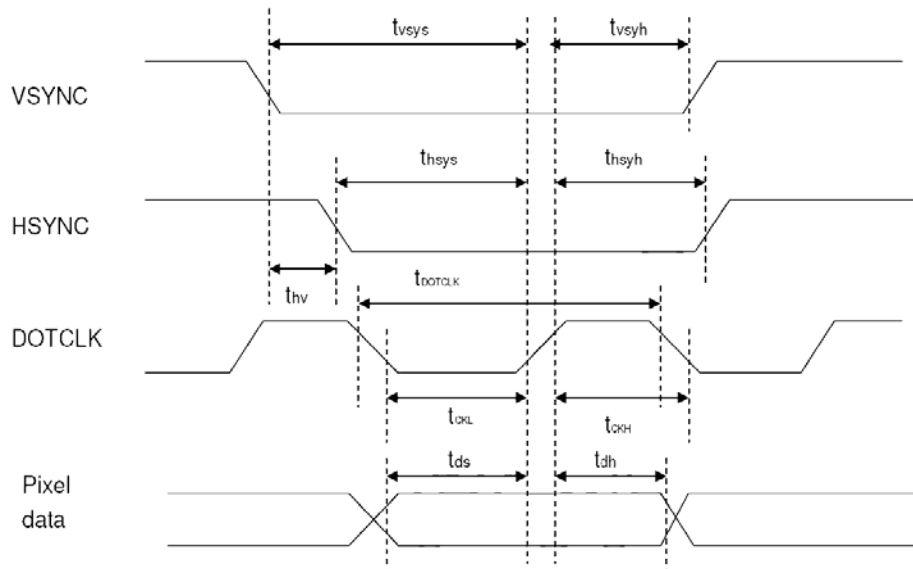 tvsys tvsyh
VSYNC
thsys thsyh
HSYNC
thv
tDOTCLK
DOTCLK
tCKL tCKH
tds tdh
Pixel
data